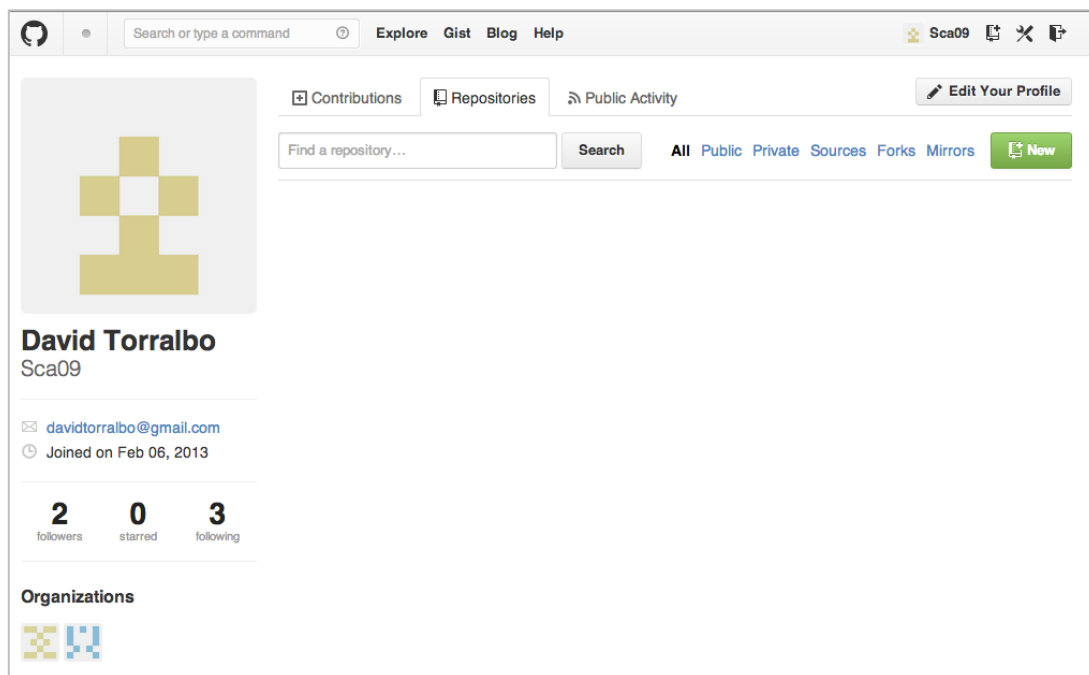 Search or type a command Explore Gist Blog Help Sca09
Contributions Repositories Public Activity Edit Your Profile
Find a repository... Search All Public Private Sources Forks Mirrors New
David Torralbo
Sca09
davidtorralbo@gmail.com
Joined on Feb 06, 2013
2 0 3
followers starred following
Organizations